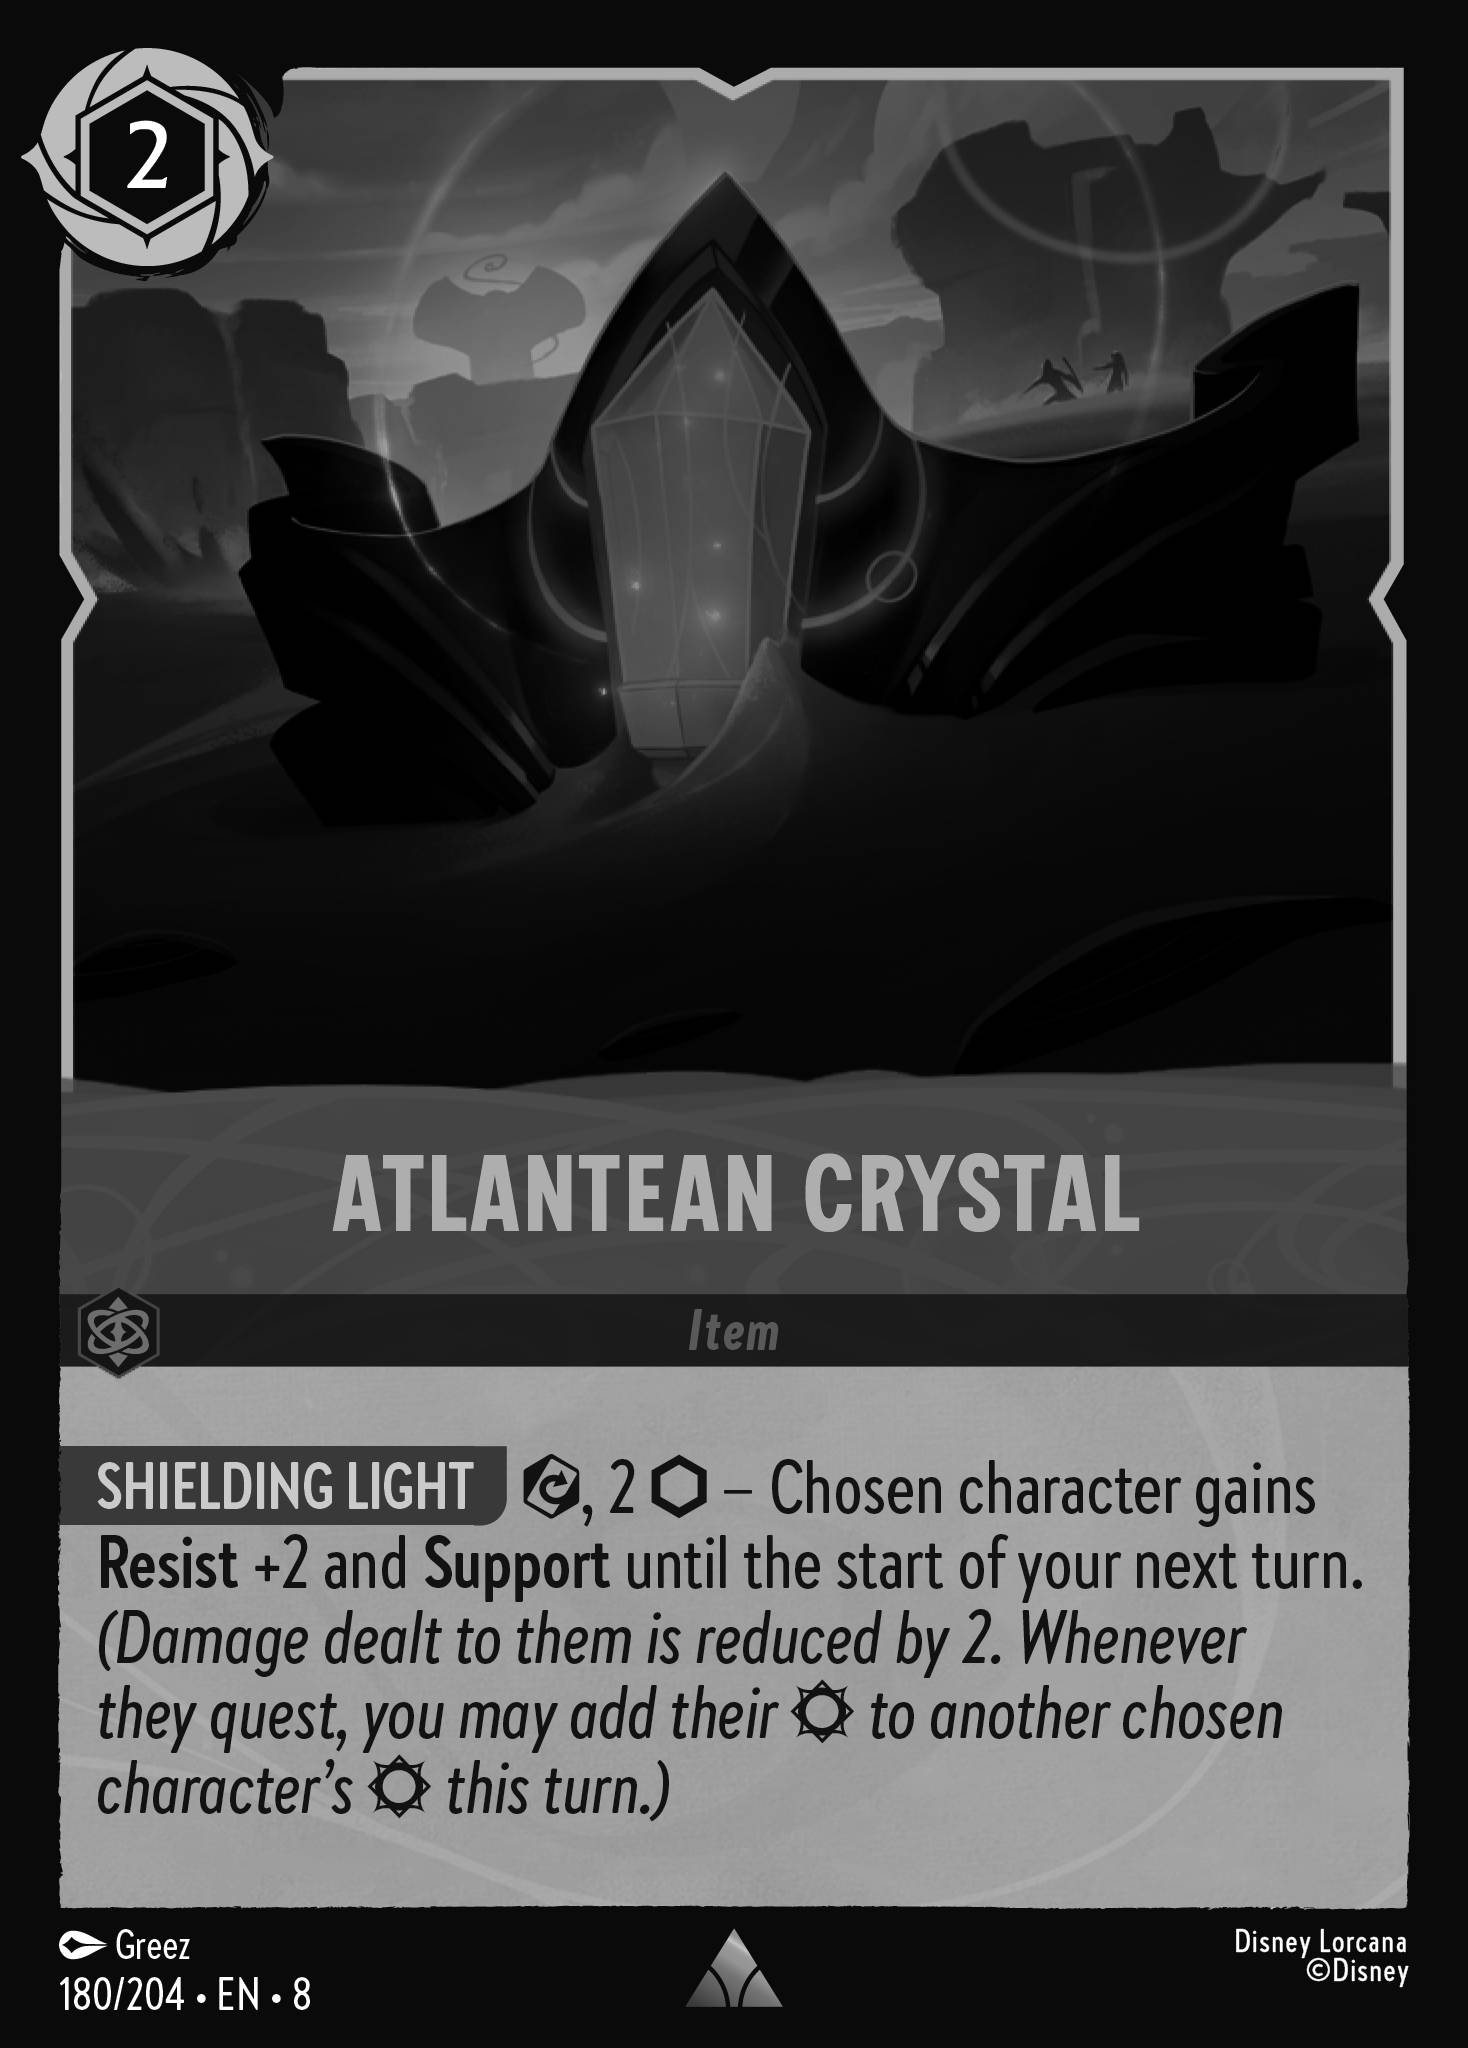 2
ATLANTEAN CRYSTAL
Item
SHIELDING LIGHT , 2 – Chosen character gains
Resist +2 and Support until the start of your next turn.
(Damage dealt to them is reduced by 2. Whenever
they quest, you may add their to another chosen
character’s this turn.)
Greez
180/204 • EN • 8
Disney Lorcana
©Disney